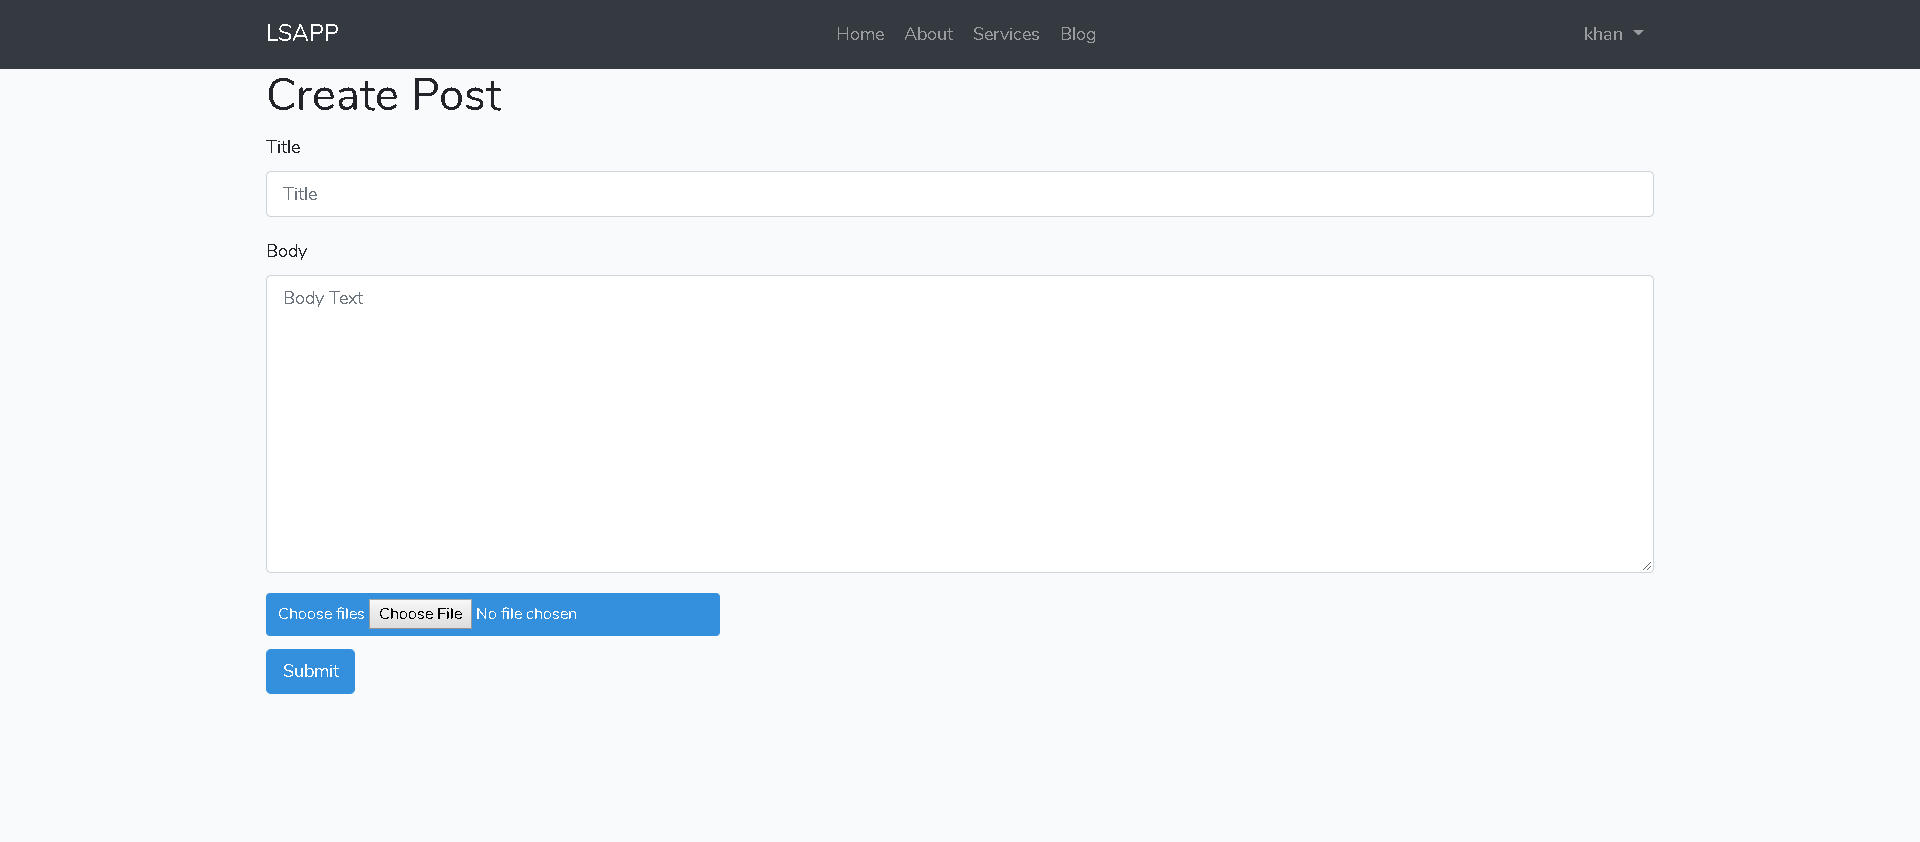 LSAPP Home About Services Blog khan
Create Post
Title
Title
Body
Body Text
Choose files Choose File No file chosen
Submit